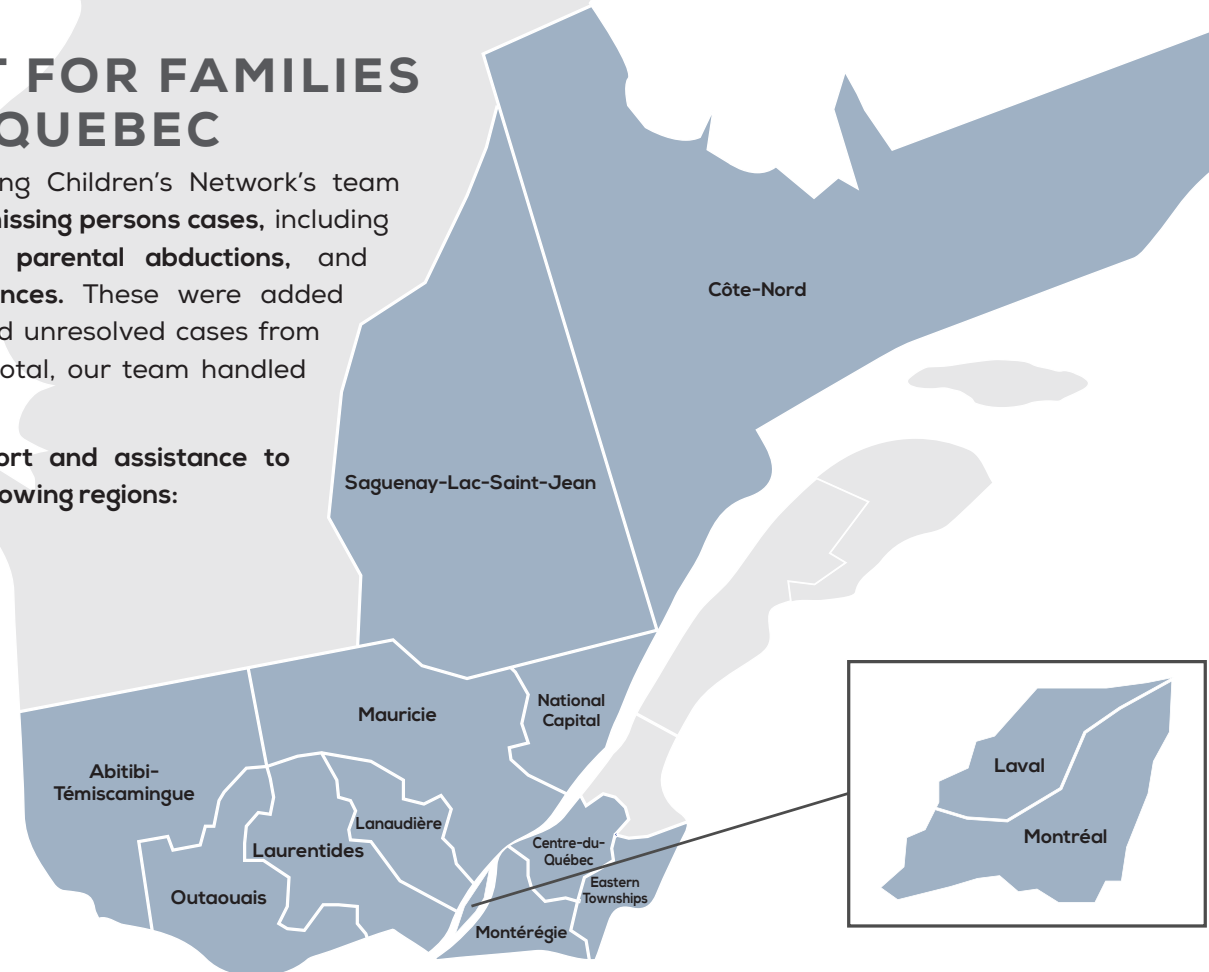 FOR FAMILIES
QUEBEC
ng Children's Network's team
issing persons cases, including
parental abductions, and
nces. These were added
d unresolved cases from
otal, our team handled
ort and assistance to
owing regions:
Côte-Nord
Saguenay-Lac-Saint-Jean
National
Capital
Mauricie
Abitibi-
Témiscamingue
Laval
Lanaudière
Montréal
Laurentides
Centre-du-
Québec
Eastern
Townships
Outaouais
Montérégie